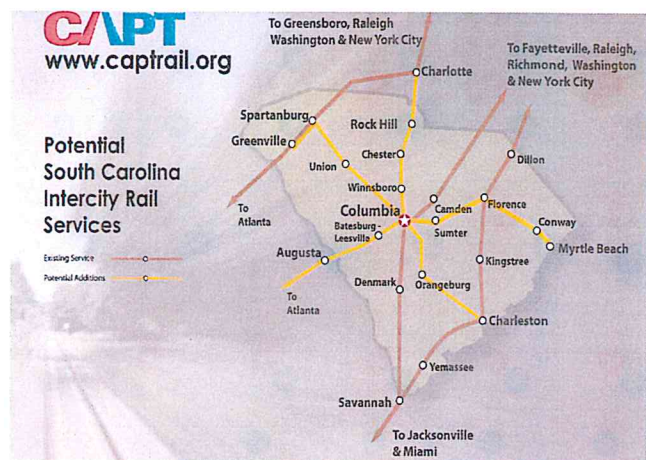 CAPT
www.captrail.org
Potential
South Carolina
Intercity Rail
Services
Existing Service
Potential Additions
To Greensboro, Raleigh
Washington & New York City
To Fayetteville, Raleigh,
Richmond, Washington
& New York City
Charlotte
Spartanburg
Rock Hill
Greenville
Chester
Dillon
Union
Winnsboro
To
Atlanta
Columbia
Camden
Florence
Batesburg -
Leesville
Sumter
Conway
Augusta
Myrtle Beach
Kingstree
Denmark
Orangeburg
To
Atlanta
Charleston
Yemassee
Savannah
To Jacksonville
& Miami